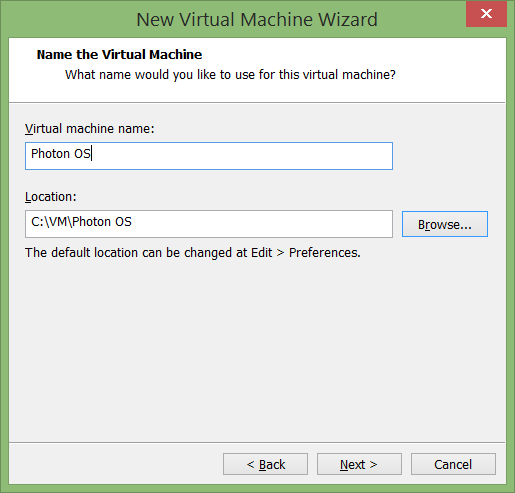 New Virtual Machine Wizard
Name the Virtual Machine
What name would you like to use for this virtual machine?
Virtual machine name:
Photon OS
Location:
C:\VM\Photon OS
Browse...
The default location can be changed at Edit > Preferences.
< Back Next > Cancel